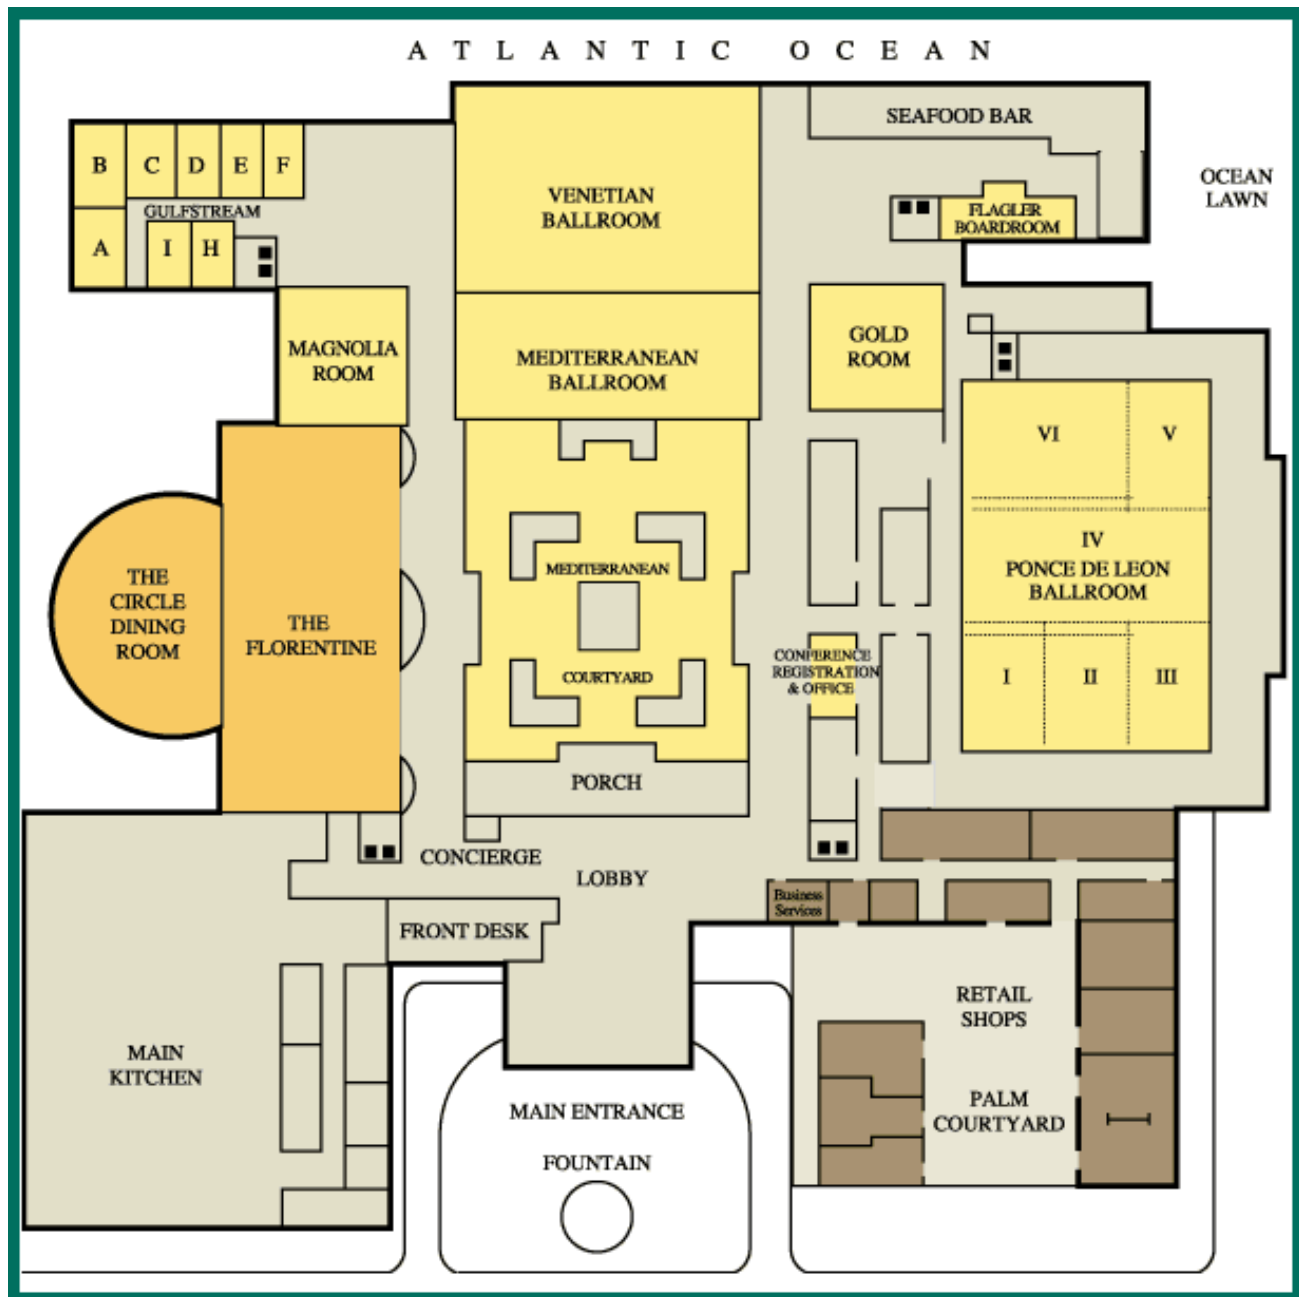 ATLANTIC OCEAN
SEAFOOD BAR
OCEAN
LAWN
B
C
D
E
F
VENETIAN
BALLROOM
GULFSTREAM
FLAGLER
BOARDROOM
A
I
H
MAGNOLIA
ROOM
MEDITERRANEAN
BALLROOM
GOLD
ROOM
VI
V
IV
PONCE DE LEON
BALLROOM
MEDITERRANEAN
THE
CIRCLE
DINING
ROOM
THE
FLORENTINE
COURTYARD
CONFERENCE
REGISTRATION
& OFFICE
I
II
III
PORCH
CONCIERGE
LOBBY
Business
Services
FRONT DESK
RETAIL
SHOPS
MAIN
KITCHEN
MAIN ENTRANCE
PALM
COURTYARD
FOUNTAIN